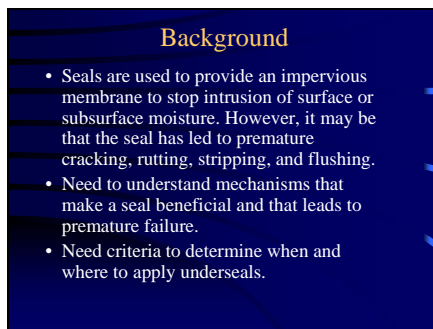 Background
• Seals are used to provide an impervious
membrane to stop intrusion of surface or
subsurface moisture. However, it may be
that the seal has led to premature
cracking, rutting, stripping, and flushing.
• Need to understand mechanisms that
make a seal beneficial and that leads to
premature failure.
• Need criteria to determine when and
where to apply underseals.